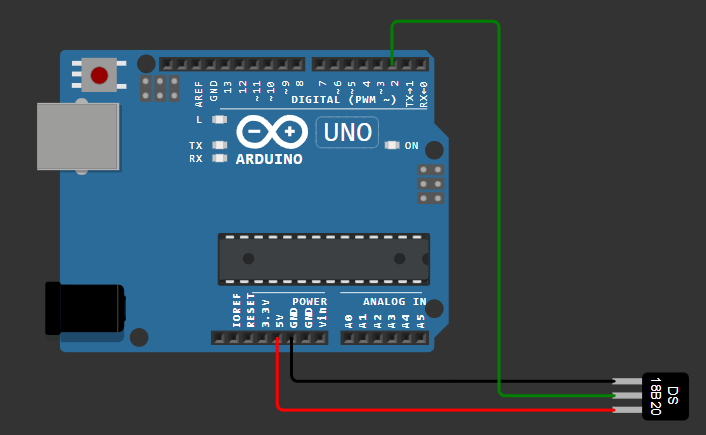 AREF
GND
13
12
~11
~10
~9
8
7
~6
~5
4
~3
2
TX→1
RX←0
DIGITAL (PWM ~)
L
TX
RX
UNO
ARDUINO
ON
POWER
ANALOG IN
IOREF
RESET
3.3V
5V
GND
GND
Vin
A0
A1
A2
A3
A4
A5
DS
18B20